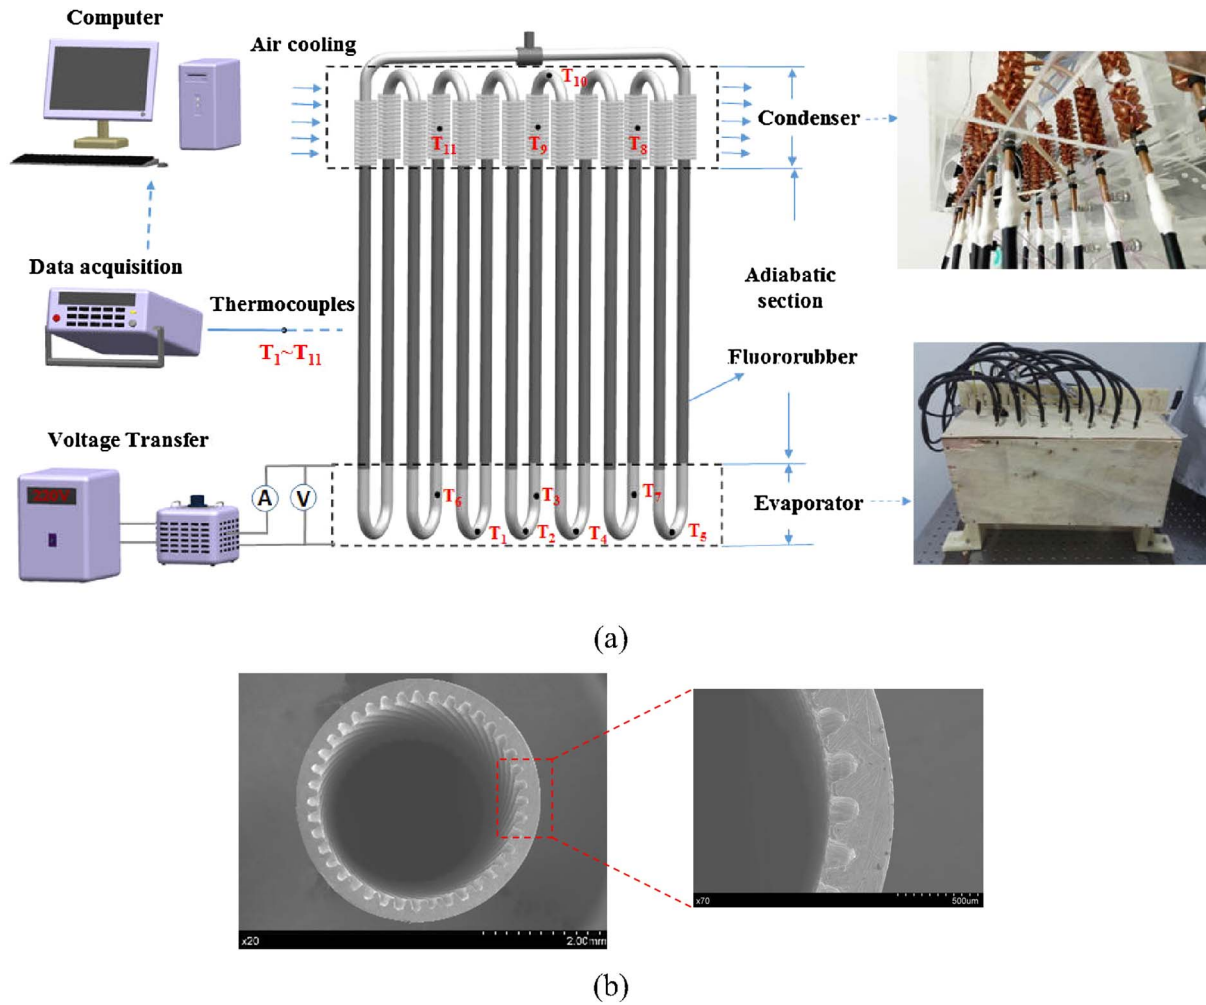 Computer
Air cooling
T10
Condenser
T11
T9
T8
Data acquisition
Thermocouples
T1~T11
Adiabatic
section
Fluororubber
Voltage Transfer
220V
A
V
T6
T3
T7
Evaporator
T1
T2
T4
T5
(a)
x20
2.00mm
x70
500um
(b)